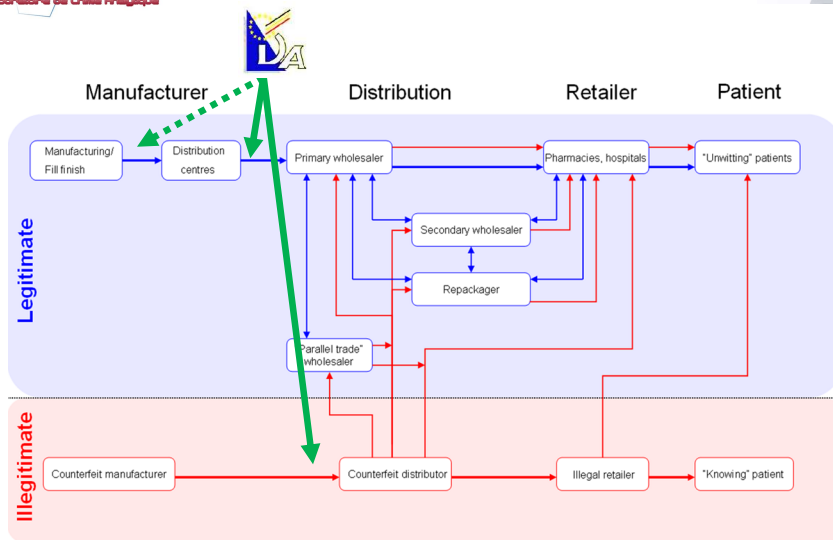 DA
Manufacturer
Distribution
Retailer
Patient
Legitimate
Manufacturing/
Fill finish
Distribution
centres
Primary wholesaler
Pharmacies, hospitals
"Unwitting" patients
Secondary wholesaler
Repackager
"Parallel trade"
wholesaler
Illegitimate
Counterfeit manufacturer
Counterfeit distributor
Illegal retailer
"Knowing" patient